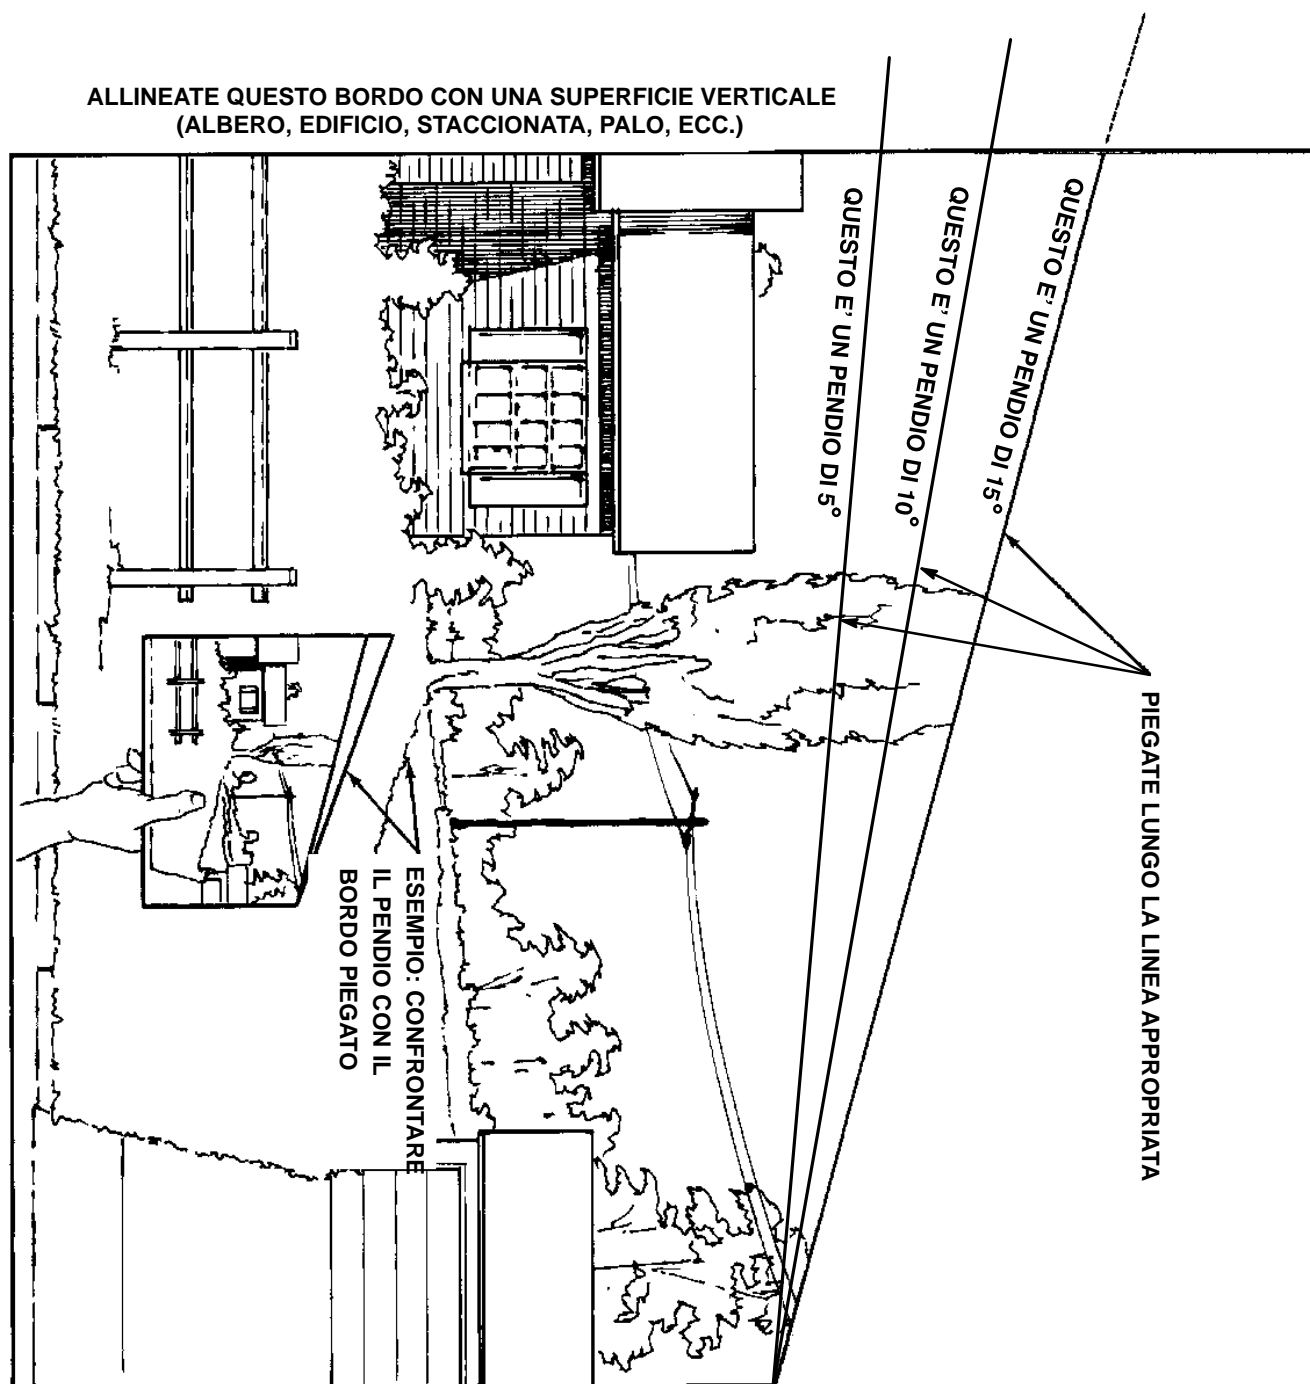 ALLINEATE QUESTO BORDO CON UNA SUPERFICIE VERTICALE
(ALBERO, EDIFICIO, STACCIONATA, PALO, ECC.)
QUESTO E' UN PENDIO DI 15°
QUESTO E' UN PENDIO DI 10°
QUESTO E' UN PENDIO DI 5°
PIEGATE LUNGO LA LINEA APPROPRIATA
ESEMPIO: CONFRONTARE
IL PENDIO CON IL
BORDO PIEGATO